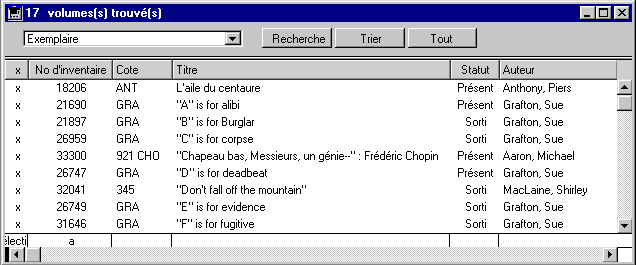 17 volumes(s) trouvé(s)
Exemplaire Recherche Trier Tout
x No d'inventaire Cote Titre Statut Auteur
x 18206 ANT L'aile du centaure Présent Anthony, Piers
x 21690 GRA "A" is for alibi Présent Grafton, Sue
x 21897 GRA "B" is for Burglar Sorti Grafton, Sue
x 26959 GRA "C" is for corpse Sorti Grafton, Sue
x 33300 921 CHO "Chapeau bas, Messieurs, un génie--" : Frédéric Chopin Présent Aaron, Michael
x 26747 GRA "D" is for deadbeat Présent Grafton, Sue
x 32041 345 "Don't fall off the mountain" Sorti MacLaine, Shirley
x 26749 GRA "E" is for evidence Sorti Grafton, Sue
x 31646 GRA "F" is for fugitive Sorti Grafton, Sue
électi a